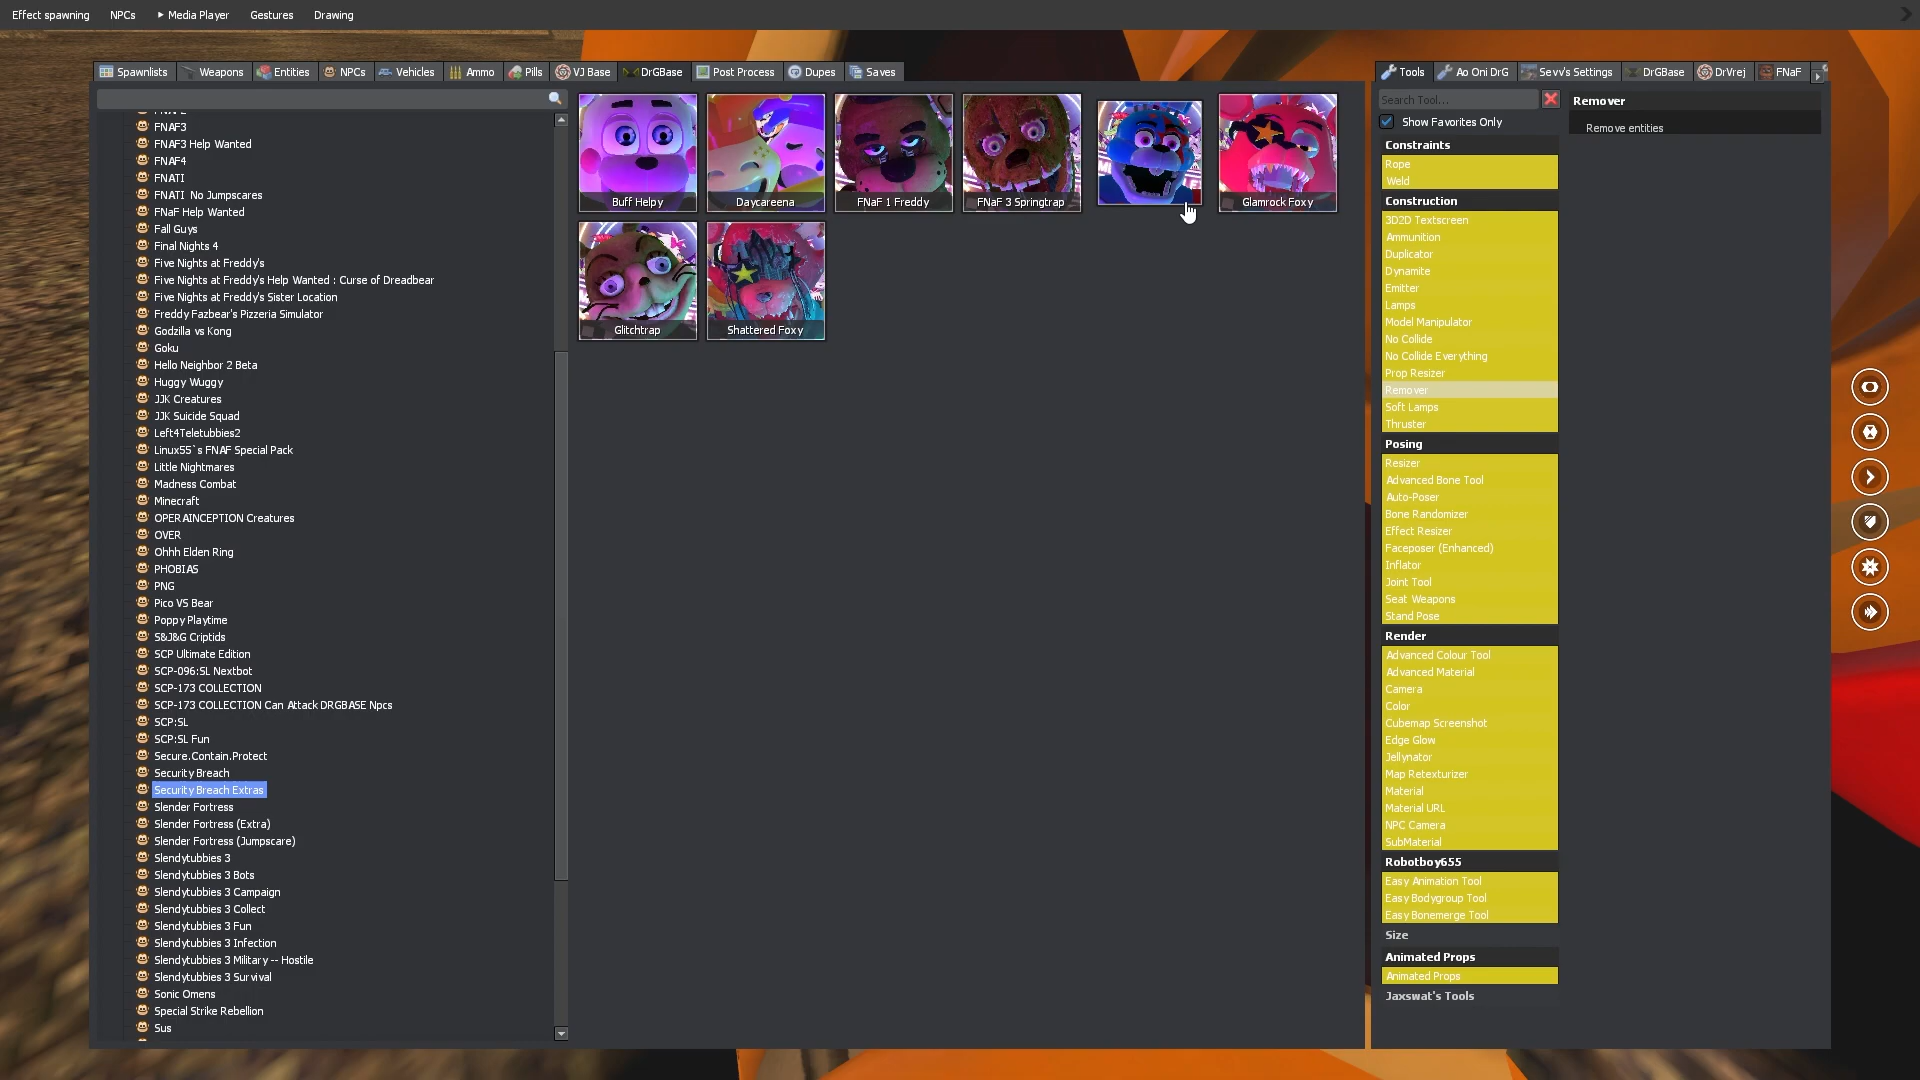 Effect spawning NPCs ▸ Media Player Gestures Drawing
Spawnlists Weapons Entities NPCs Vehicles Ammo Pills VJ Base DrGBase Post Process Dupes Saves
FNAF3
FNAF3 Help Wanted
FNAF4
FNATI
FNATI No Jumpscares
FNaF Help Wanted
Fall Guys
Final Nights 4
Five Nights at Freddy's
Five Nights at Freddy's Help Wanted : Curse of Dreadbear
Five Nights at Freddy's Sister Location
Freddy Fazbear's Pizzeria Simulator
Godzilla vs Kong
Goku
Hello Neighbor 2 Beta
Huggy Wuggy
JJK Creatures
JJK Suicide Squad
Left4Teletubbies2
Linux55`s FNAF Special Pack
Little Nightmares
Madness Combat
Minecraft
OPERAINCEPTION Creatures
OVER
Ohhh Elden Ring
PHOBIAS
PNG
Pico VS Bear
Poppy Playtime
S&J&G Criptids
SCP Ultimate Edition
SCP-096:SL Nextbot
SCP-173 COLLECTION
SCP-173 COLLECTION Can Attack DRGBASE Npcs
SCP:SL
SCP:SL Fun
Secure.Contain.Protect
Security Breach
Security Breach Extras
Slender Fortress
Slender Fortress (Extra)
Slender Fortress (Jumpscare)
Slendytubbies 3
Slendytubbies 3 Bots
Slendytubbies 3 Campaign
Slendytubbies 3 Collect
Slendytubbies 3 Fun
Slendytubbies 3 Infection
Slendytubbies 3 Military -- Hostile
Slendytubbies 3 Survival
Sonic Omens
Special Strike Rebellion
Sus
Buff Helpy
Daycareena
FNaF 1 Freddy
FNaF 3 Springtrap
Glamrock Foxy
Glitchtrap
Shattered Foxy
Tools Ao Oni DrG Sevv's Settings DrGBase DrVrej FNaF
Search Tool...
Show Favorites Only
Constraints
Rope
Weld
Construction
3D2D Textscreen
Ammunition
Duplicator
Dynamite
Emitter
Lamps
Model Manipulator
No Collide
No Collide Everything
Prop Resizer
Remover
Soft Lamps
Thruster
Posing
Resizer
Advanced Bone Tool
Auto-Poser
Bone Randomizer
Effect Resizer
Faceposer (Enhanced)
Inflator
Joint Tool
Seat Weapons
Stand Pose
Render
Advanced Colour Tool
Advanced Material
Camera
Color
Cubemap Screenshot
Edge Glow
Jellynator
Map Retexturizer
Material
Material URL
NPC Camera
SubMaterial
Robotboy655
Easy Animation Tool
Easy Bodygroup Tool
Easy Bonemerge Tool
Size
Animated Props
Animated Props
Jaxswat's Tools
Remover
Remove entities